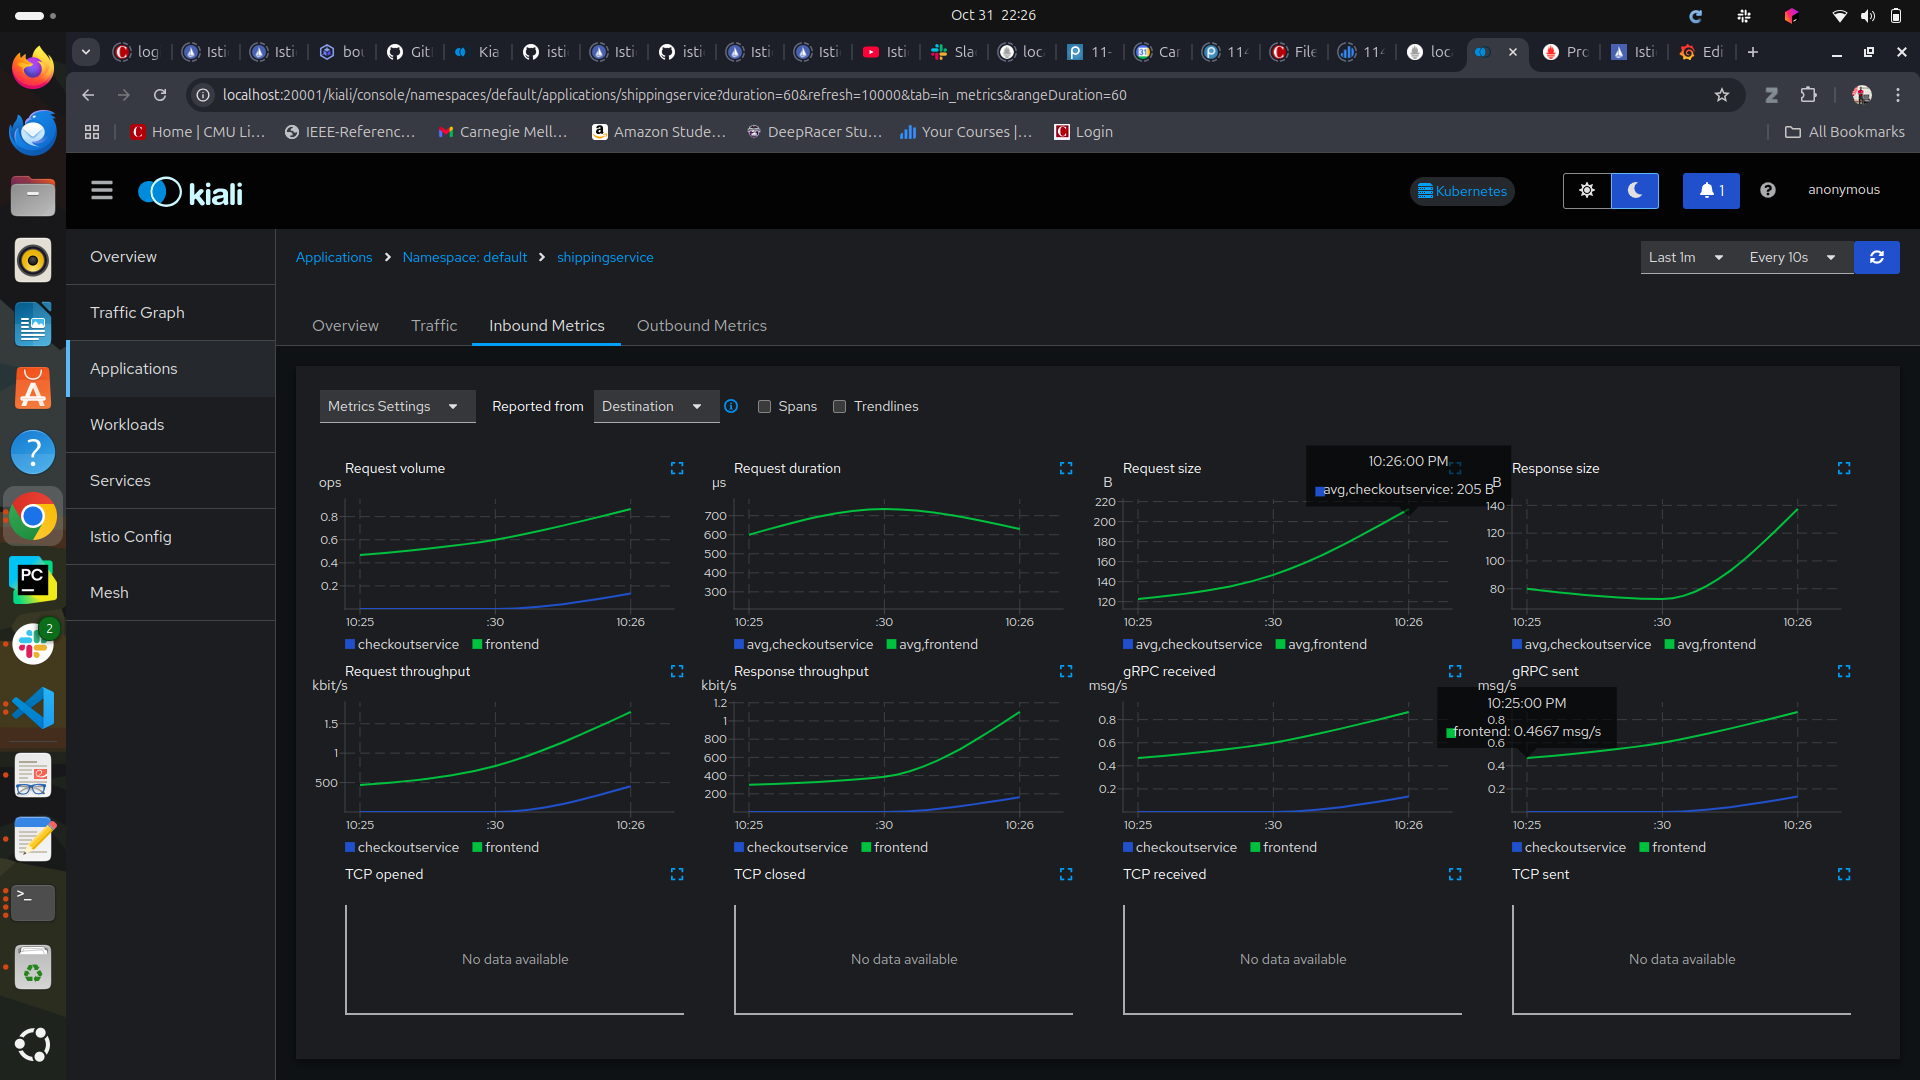 Oct 31 22:26
log
Isti
Isti
bou
Gitl
Kia
isti
Isti
istio
Isti
Isti
Isti
Slac
loca
11-
Car
114
File
114
loca
Pro
Isti
Edi
localhost:20001/kiali/console/namespaces/default/applications/shippingservice?duration=60&refresh=10000&tab=in_metrics&rangeDuration=60
Home | CMU Li...
IEEE-Referenc...
Carnegie Mell...
Amazon Stude...
DeepRacer Stu...
Your Courses |...
Login
All Bookmarks
kiali
Kubernetes
1
anonymous
Overview
Traffic Graph
Applications
Workloads
Services
Istio Config
Mesh
Applications
Namespace: default
shippingservice
Last 1m
Every 10s
Overview
Traffic
Inbound Metrics
Outbound Metrics
Metrics Settings
Reported from
Destination
Spans
Trendlines
Request volume
ops
0.8
0.6
0.4
0.2
10:25
:30
10:26
checkoutservice
frontend
Request duration
µs
700
600
500
400
300
10:25
:30
10:26
avg,checkoutservice
avg,frontend
Request size
B
220
200
180
160
140
120
10:25
:30
10:26
avg,checkoutservice
avg,frontend
10:26:00 PM
avg,checkoutservice: 205 B
Response size
B
140
120
100
80
10:25
:30
10:26
avg,checkoutservice
avg,frontend
Request throughput
kbit/s
1.5
1
500
10:25
:30
10:26
checkoutservice
frontend
Response throughput
kbit/s
1.2
1
800
600
400
200
10:25
:30
10:26
checkoutservice
frontend
gRPC received
msg/s
0.8
0.6
0.4
0.2
10:25
:30
10:26
checkoutservice
frontend
gRPC sent
msg/s
0.8
0.6
0.4
0.2
10:25
:30
10:26
checkoutservice
frontend
10:25:00 PM
frontend: 0.4667 msg/s
TCP opened
No data available
TCP closed
No data available
TCP received
No data available
TCP sent
No data available
PC
2